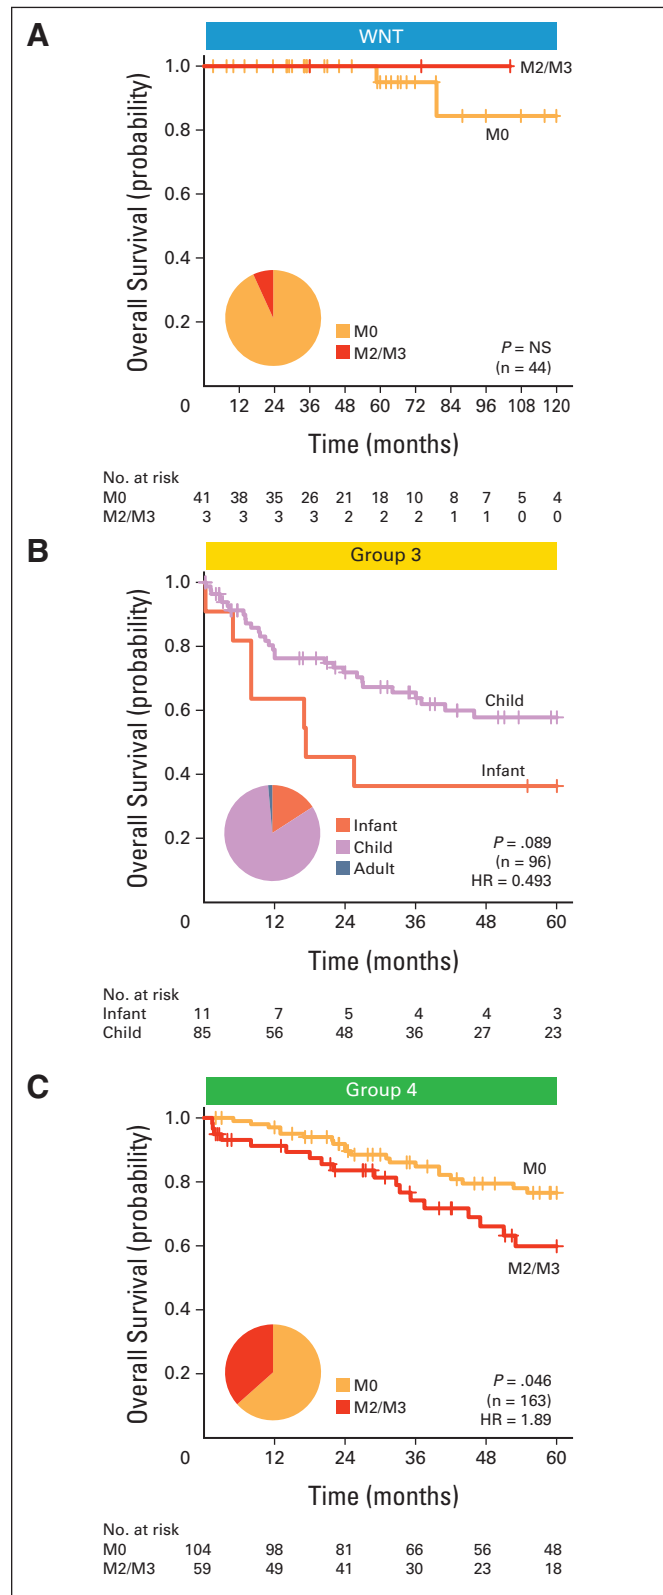 A
WNT
Overall Survival (probability)
1.0
0.8
0.6
0.4
0.2
0
M2/M3
M0
M0
M2/M3
P = NS
(n = 44)
12 24 36 48 60 72 84 96 108 120
Time (months)
No. at risk
M0 41 38 35 26 21 18 10 8 7 5 4
M2/M3 3 3 3 3 2 2 2 1 1 0 0
B
Group 3
Overall Survival (probability)
1.0
0.8
0.6
0.4
0.2
0
Child
Infant
Infant
Child
Adult
P = .089
(n = 96)
HR = 0.493
12 24 36 48 60
Time (months)
No. at risk
Infant 11 7 5 4 4 3
Child 85 56 48 36 27 23
C
Group 4
Overall Survival (probability)
1.0
0.8
0.6
0.4
0.2
0
M0
M2/M3
M0
M2/M3
P = .046
(n = 163)
HR = 1.89
12 24 36 48 60
Time (months)
No. at risk
M0 104 98 81 66 56 48
M2/M3 59 49 41 30 23 18